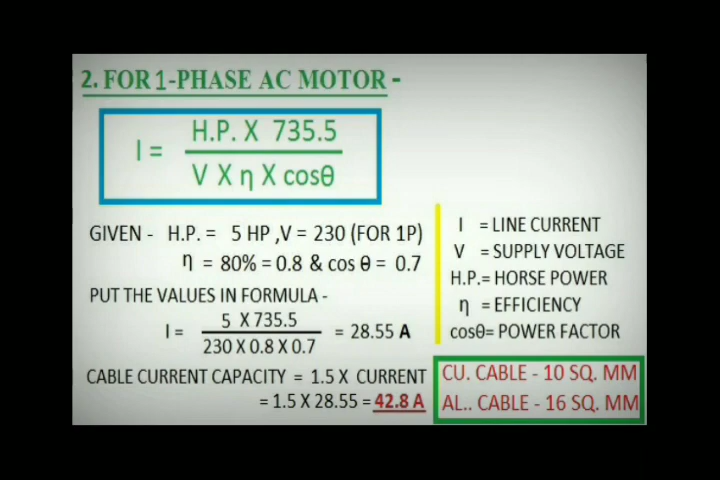 2. FOR 1-PHASE AC MOTOR -
I = H.P. X 735.5
V X η X cosθ
GIVEN - H.P. = 5 HP ,V = 230 (FOR 1P)
η = 80% = 0.8 & cos θ = 0.7
PUT THE VALUES IN FORMULA -
I = 5 X 735.5 = 28.55 A
230 X 0.8 X 0.7
CABLE CURRENT CAPACITY = 1.5 X CURRENT
= 1.5 X 28.55 = 42.8 A
I = LINE CURRENT
V = SUPPLY VOLTAGE
H.P.= HORSE POWER
η = EFFICIENCY
cosθ= POWER FACTOR
CU. CABLE - 10 SQ. MM
AL.. CABLE - 16 SQ. MM